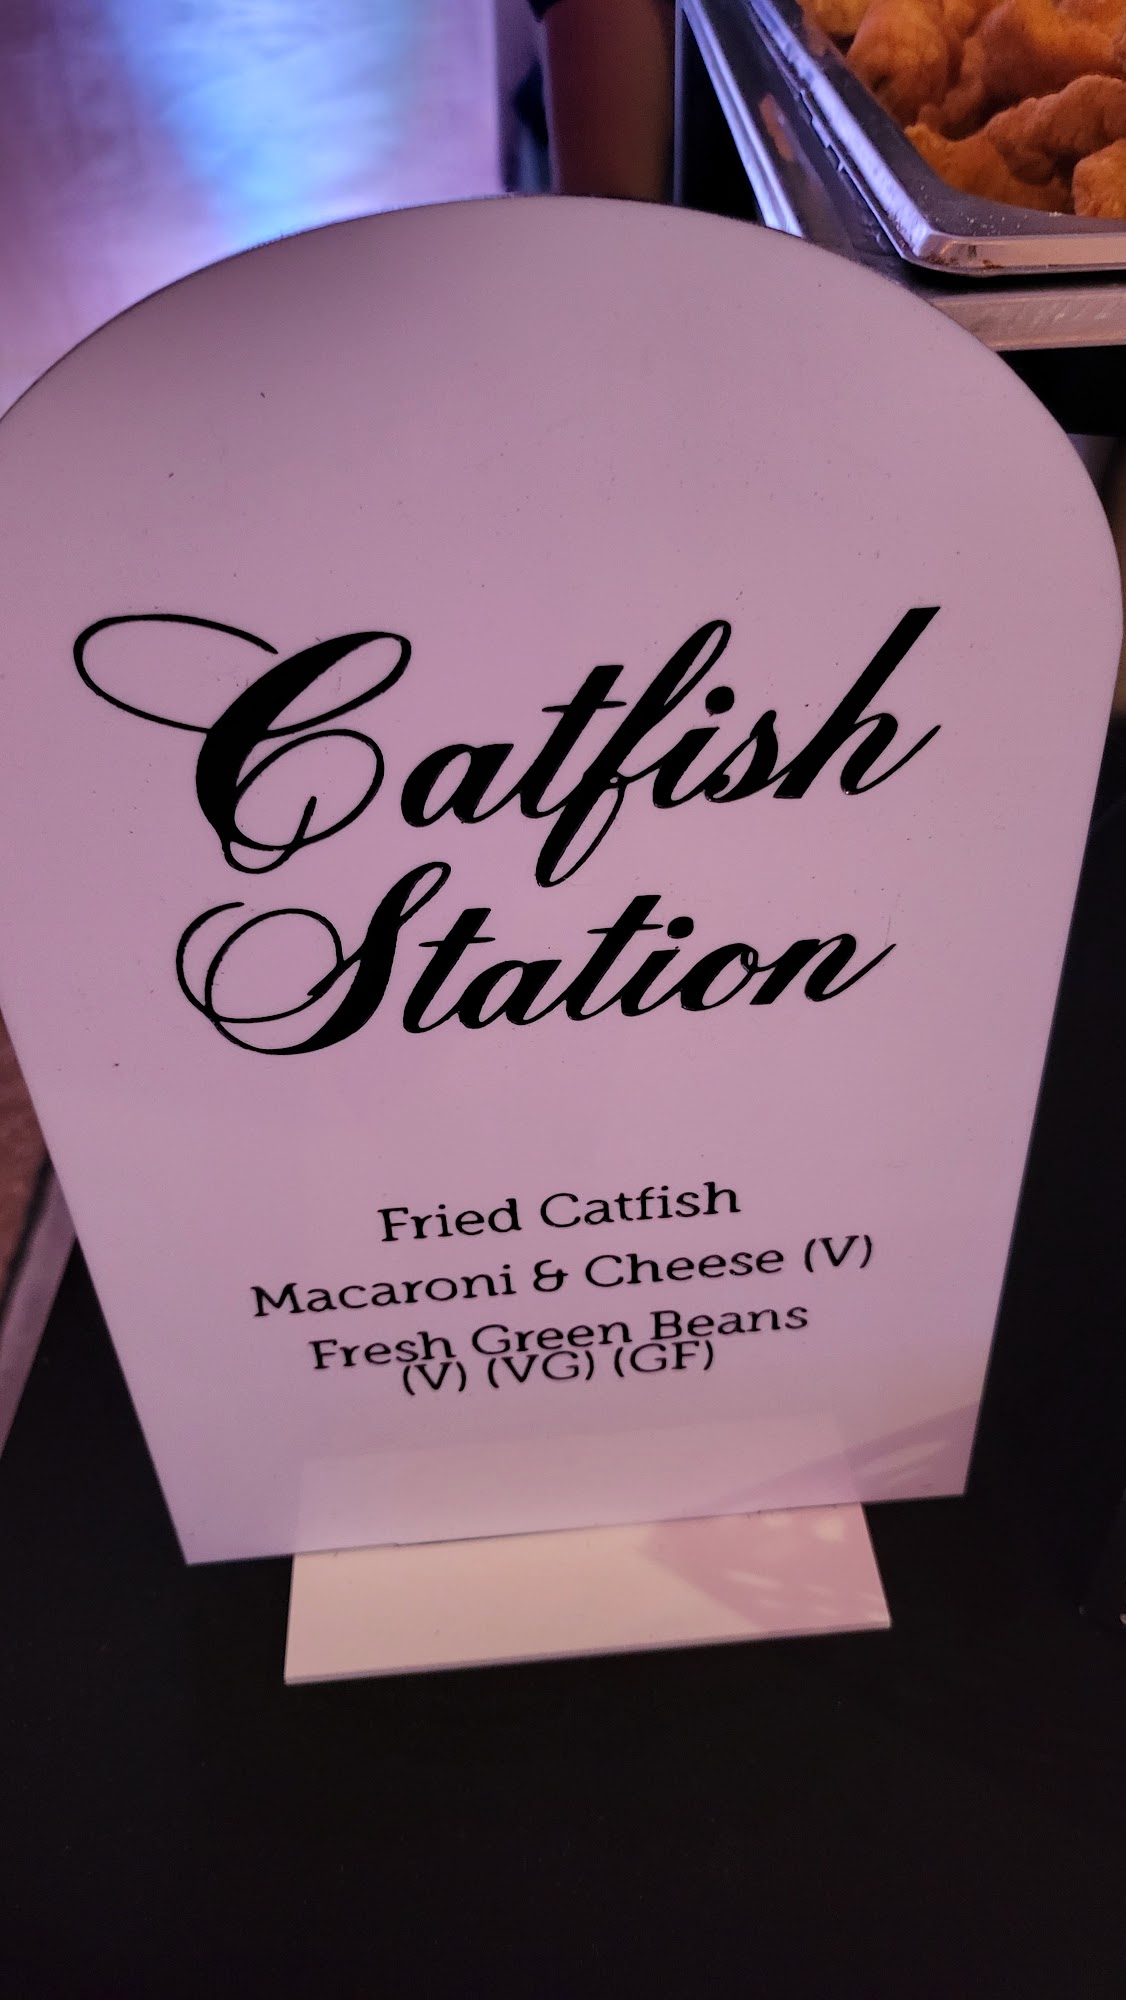 Catfish
Station
Fried Catfish
Macaroni & Cheese (V)
Fresh Green Beans
(V) (VG) (GF)